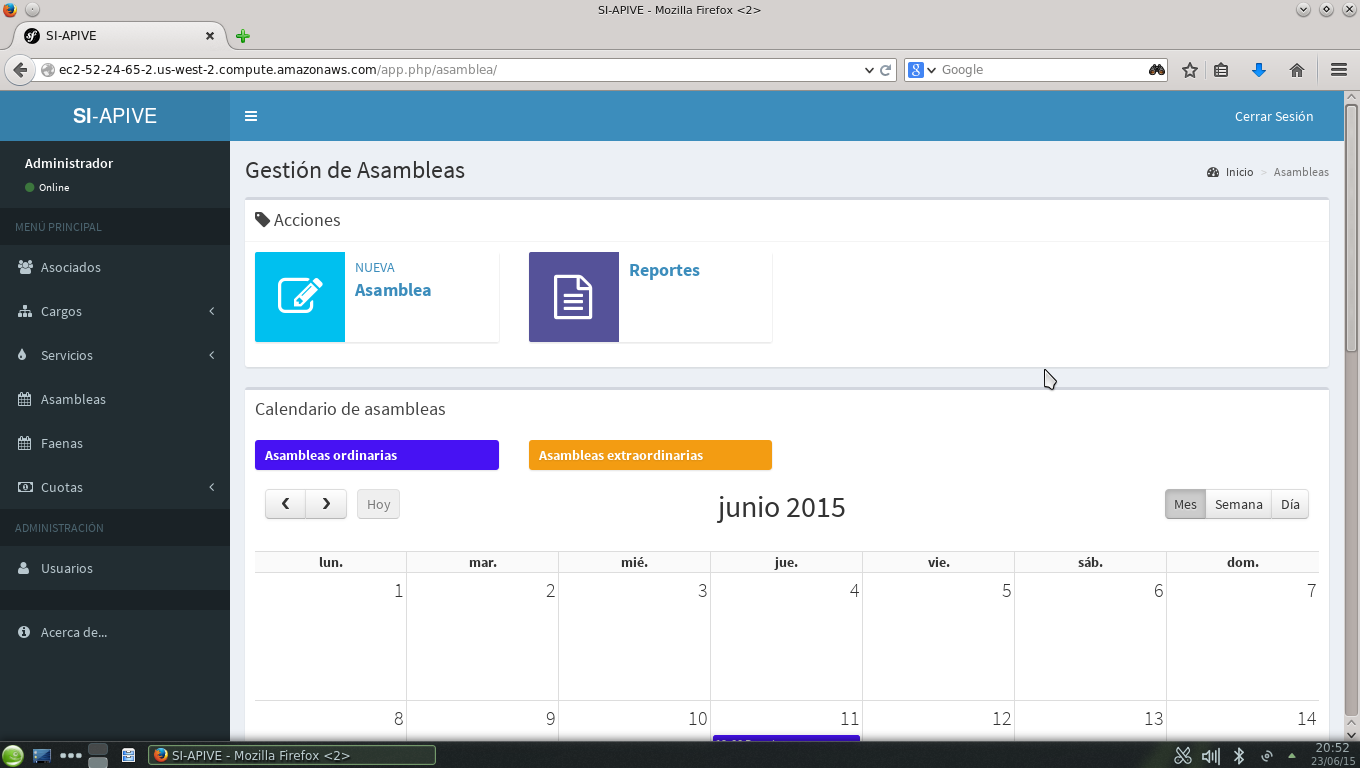 SI-APIVE - Mozilla Firefox <2>
SI-APIVE
ec2-52-24-65-2.us-west-2.compute.amazonaws.com/app.php/asamblea/
Google
SI-APIVE
Cerrar Sesión
Administrador
Online
Gestión de Asambleas
Inicio > Asambleas
MENÚ PRINCIPAL
Acciones
Asociados
NUEVA
Asamblea
Reportes
Cargos
Servicios
Asambleas
Faenas
Cuotas
ADMINISTRACIÓN
Usuarios
Acerca de...
Calendario de asambleas
Asambleas ordinarias
Asambleas extraordinarias
Hoy
junio 2015
Mes Semana Día
lun. mar. mié. jue. vie. sáb. dom.
1 2 3 4 5 6 7
8 9 10 11 12 13 14
SI-APIVE - Mozilla Firefox <2>
20:52
23/06/15